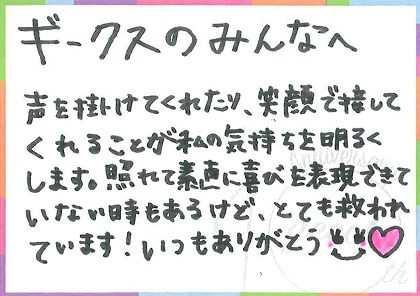 ギークスのみんなへ
声を掛けてくれたり、笑顔で接して
くれることが私の気持ちを明るく
します。照れて素直に喜びを表現できて
いない時もあるけど、とても救われ
ています!いつもありがとう
Anniversary
th